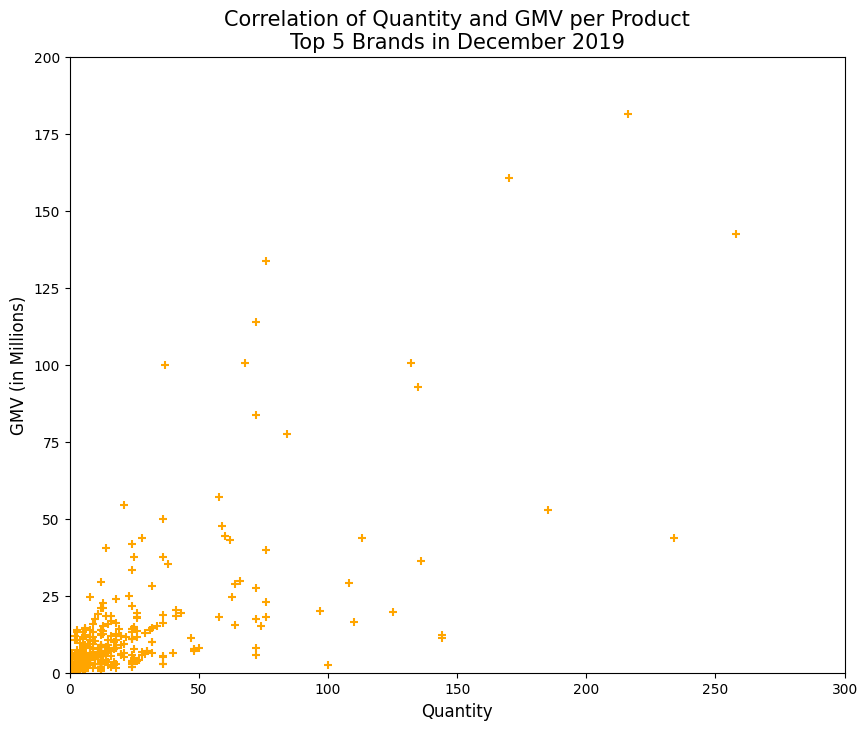 Correlation of Quantity and GMV per Product
Top 5 Brands in December 2019
200
175
150
125
100
75
50
25
0
GMV (in Millions)
0 50 100 150 200 250 300
Quantity